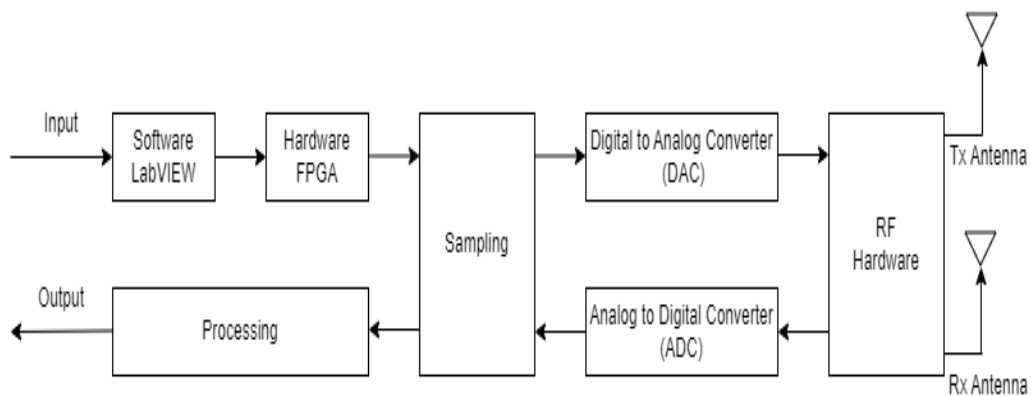 Input
Software
LabVIEW
Hardware
FPGA
Sampling
Digital to Analog Converter
(DAC)
RF
Hardware
Tx Antenna
Output
Processing
Analog to Digital Converter
(ADC)
Rx Antenna